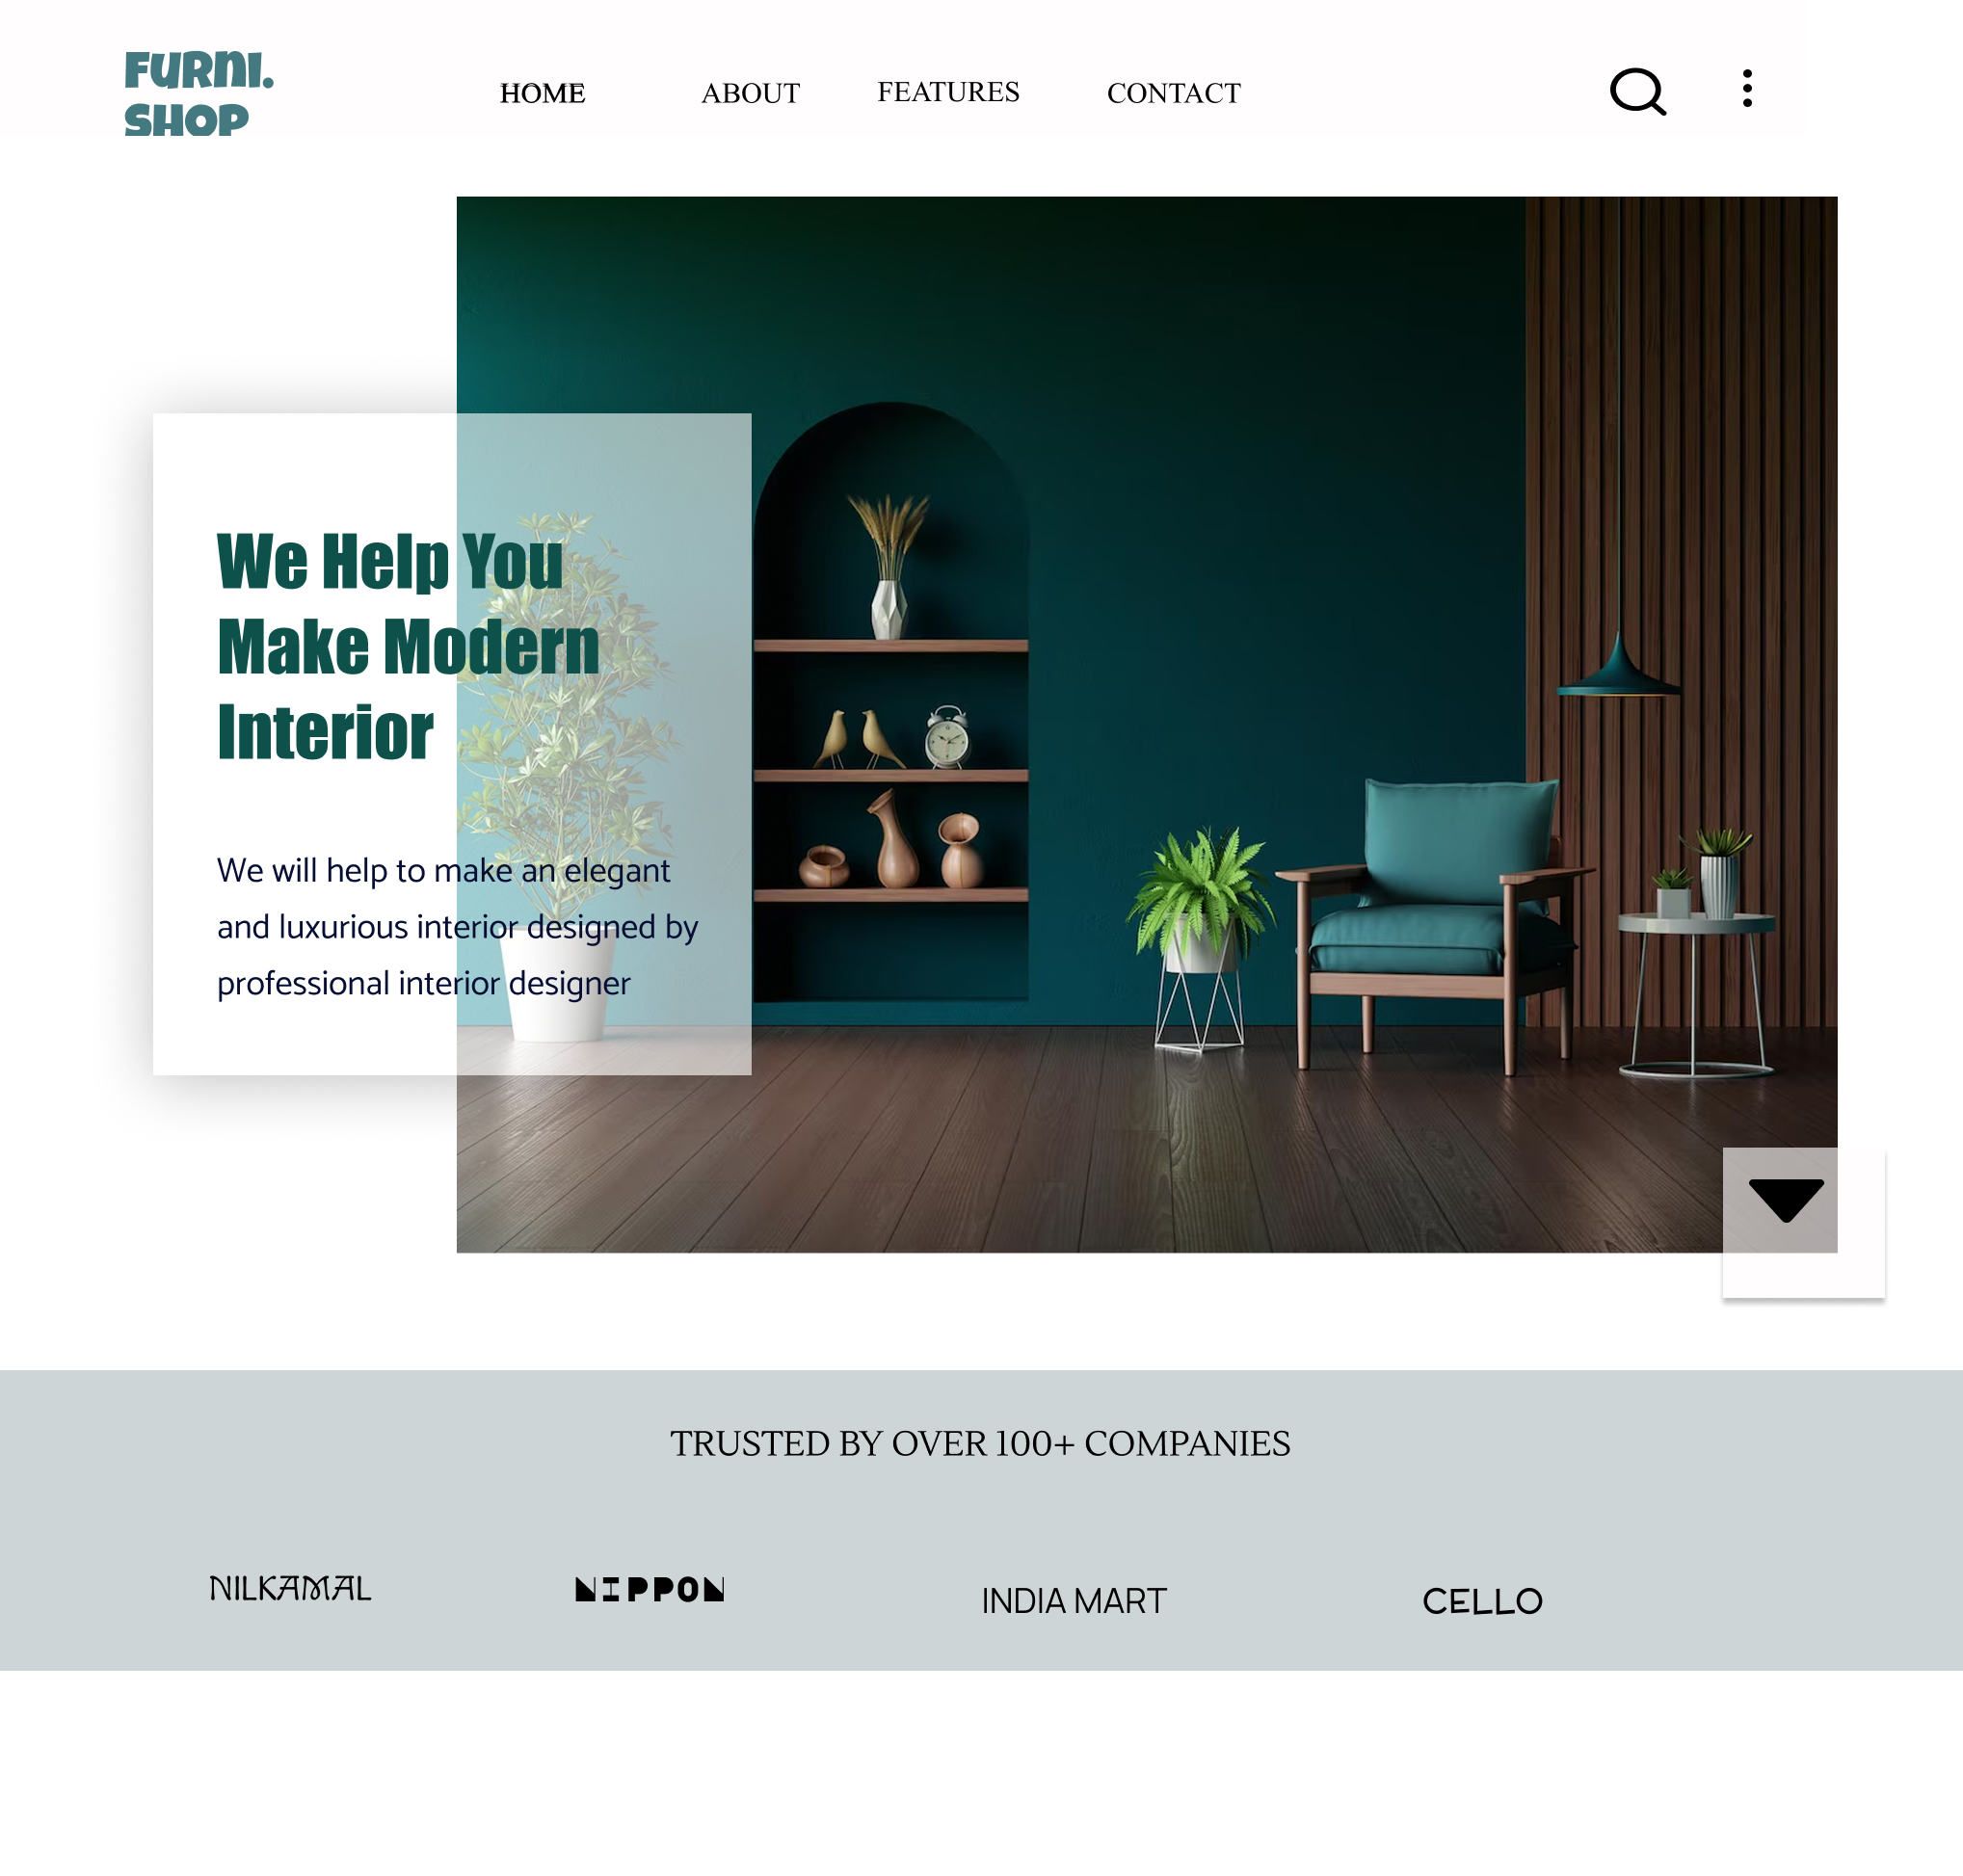 FURNI.
SHOP
HOME ABOUT FEATURES CONTACT
We Help You
Make Modern
Interior
We will help to make an elegant
and luxurious interior designed by
professional interior designer
TRUSTED BY OVER 100+ COMPANIES
NILKAMAL NIPPON INDIA MART CELLO